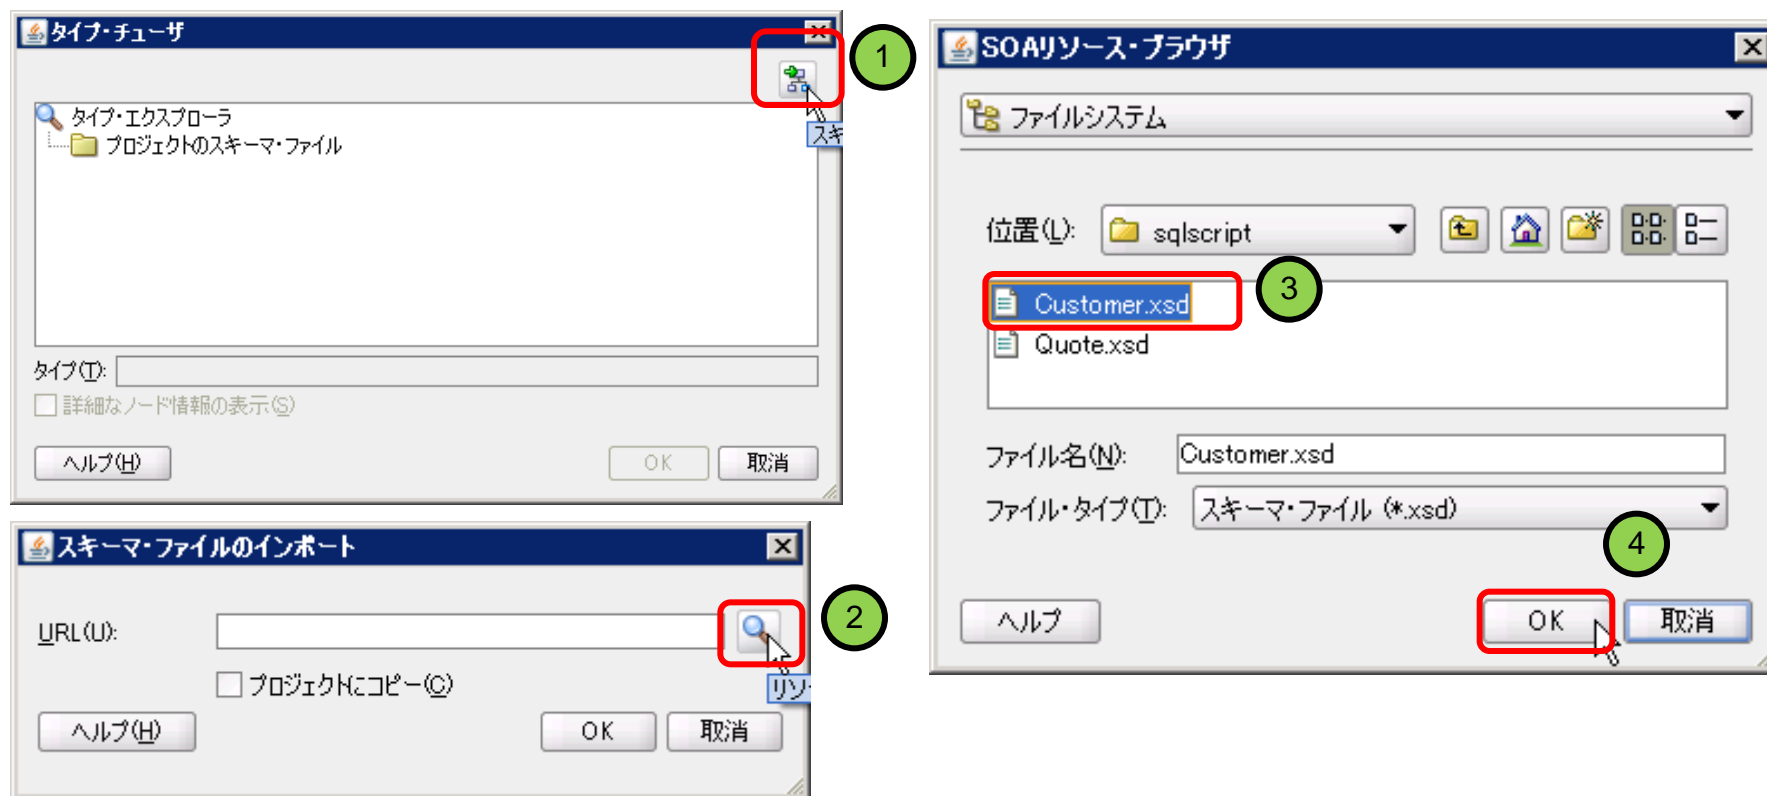 タイプ・チューザ
1
スキ
タイプ・エクスプローラ
プロジェクトのスキーマ・ファイル
タイプ(T):
詳細なノード情報の表示(S)
ヘルプ(H)
OK
取消
スキーマ・ファイルのインポート
2
URL(U):
リソー
プロジェクトにコピー(C)
ヘルプ(H)
OK
取消
SOAリソース・ブラウザ
ファイルシステム
位置(L):
sqlscript
Customer.xsd
3
Quote.xsd
ファイル名(N):
Customer.xsd
ファイル・タイプ(T):
スキーマ・ファイル (*.xsd)
4
ヘルプ
OK
取消